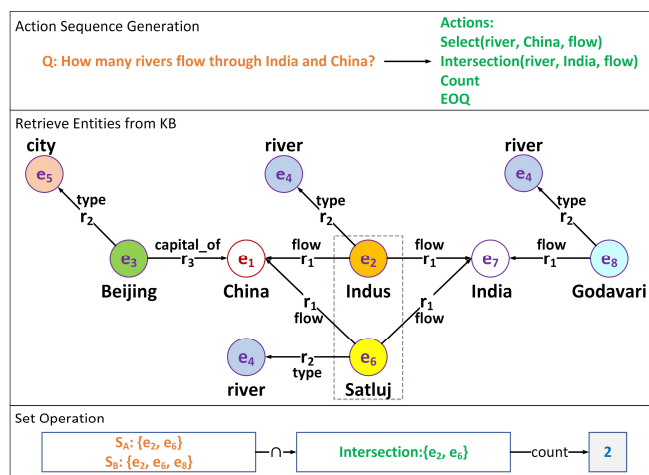 Action Sequence Generation
Q: How many rivers flow through India and China?
Actions:
Select(river, China, flow)
Intersection(river, India, flow)
Count
EOQ
Retrieve Entities from KB
city
river
river
e5
e4
e4
type
r2
type
r2
type
r2
capital_of
r3
flow
r1
flow
r1
flow
r1
e3
e1
e2
e7
e8
Beijing
China
Indus
India
Godavari
r1
flow
r1
flow
e4
r2
type
e6
river
Satluj
Set Operation
SA: {e2, e6}
SB: {e2, e6, e8}
∩
Intersection:{e2, e6}
count
2